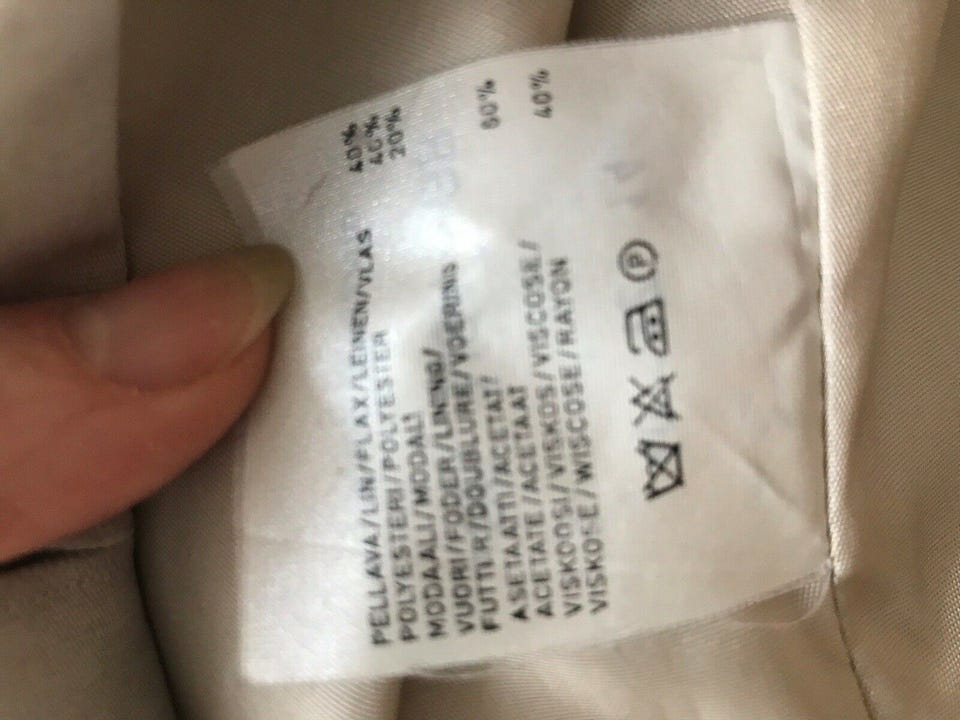 PELLAVA/LIN/FLAX/LEINEN/VLAS 40%
POLYESTERI/POLYESTER 40%
MODAALI/MODAL 20%
VUORI/FODER/LINING/
FUTTER/DOUBLURE/VOERING
ASETAATTI/ACETAT/ 60%
ACETATE/ACETAAT
VISKOOSI/VISKOS/VISCOSE/ 40%
VISKOSE/WISCOSE/RAYON
P